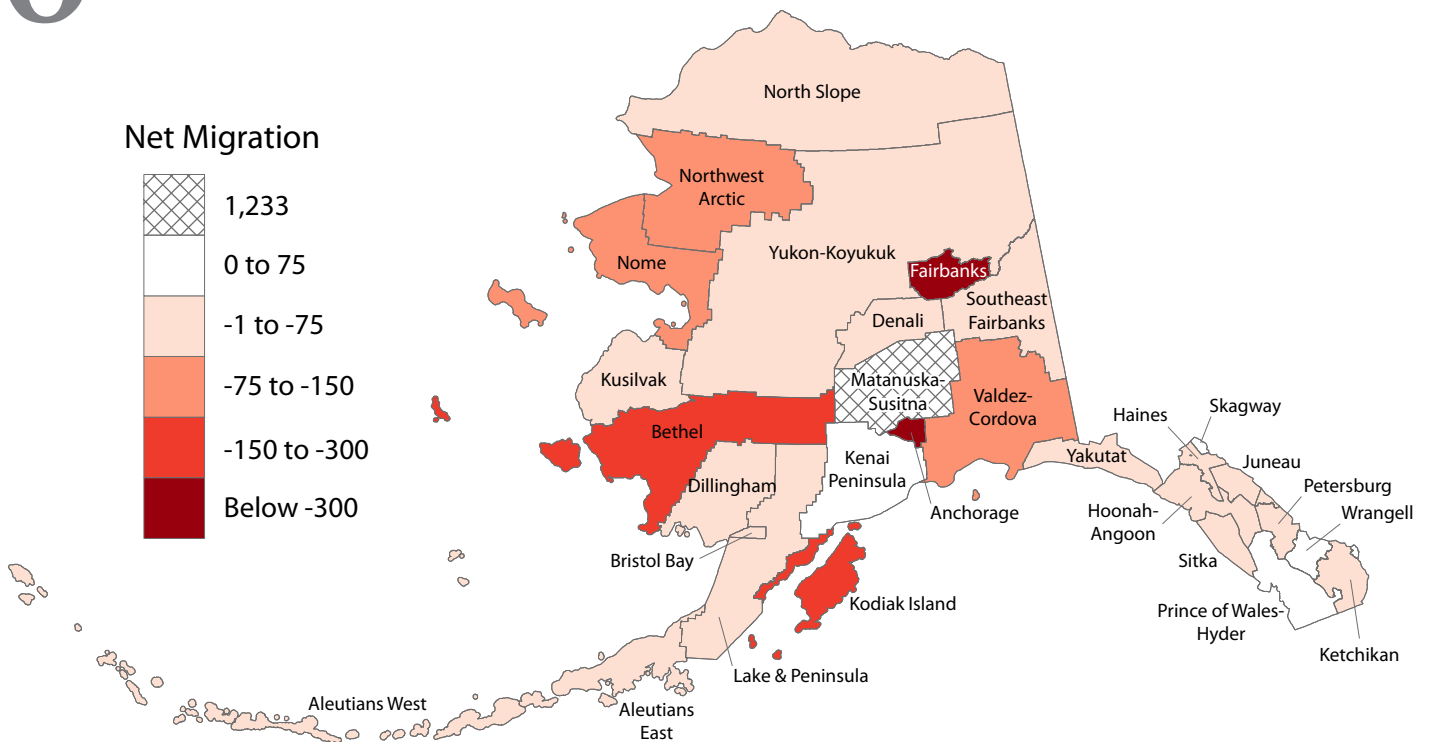 Net Migration
1,233
0 to 75
-1 to -75
-75 to -150
-150 to -300
Below -300
North Slope
Northwest
Arctic
Nome
Yukon-Koyukuk
Fairbanks
Southeast
Fairbanks
Denali
Kusilvak
Matanuska-
Susitna
Valdez-
Cordova
Bethel
Kenai
Peninsula
Dillingham
Anchorage
Yakutat
Haines
Skagway
Juneau
Petersburg
Wrangell
Hoonah-
Angoon
Sitka
Prince of Wales-
Hyder
Ketchikan
Bristol Bay
Kodiak Island
Lake & Peninsula
Aleutians West
Aleutians
East